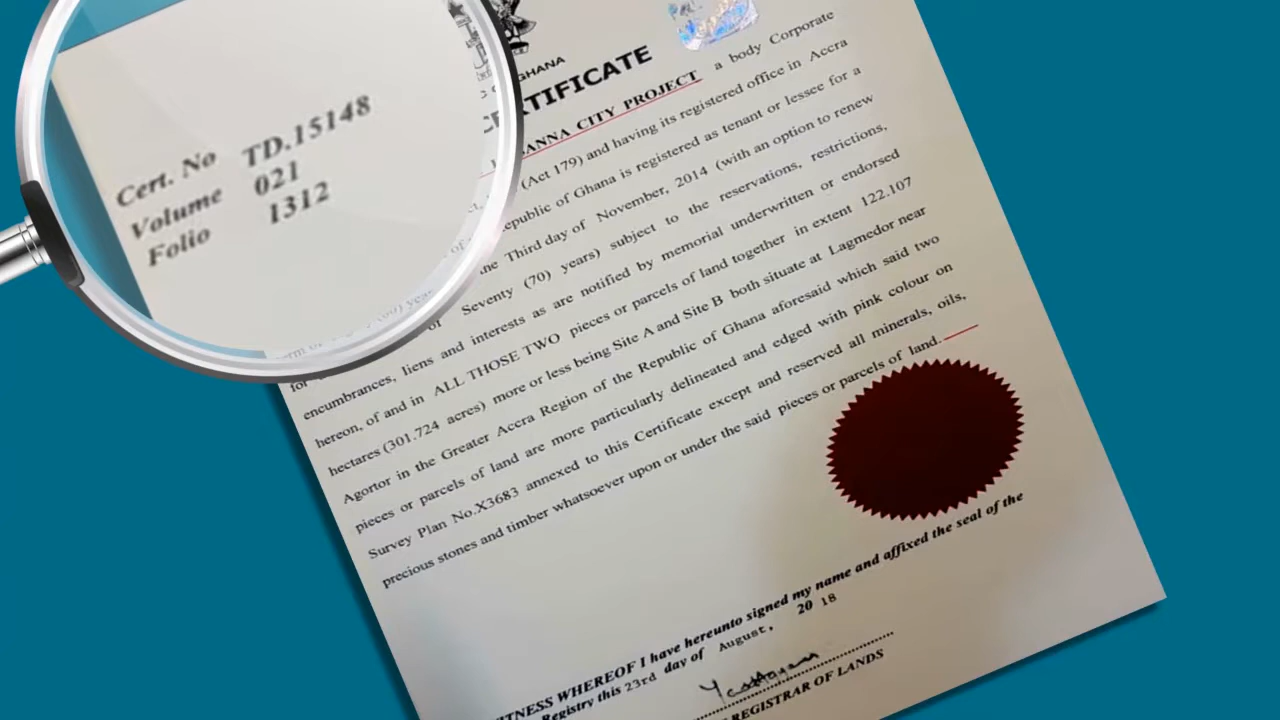 Cert. No TD.15148
Volume 021
Folio 1312
GHANA
CERTIFICATE
ANNA CITY PROJECT a body Corporate
(Act 179) and having its registered office in Accra
Republic of Ghana is registered as tenant or lessee for a
Third day of November, 2014 (with an option to renew
Seventy (70) years) subject to the reservations, restrictions,
encumbrances, liens and interests as are notified by memorial underwritten or endorsed
hereon, of and in ALL THOSE TWO pieces or parcels of land together in extent 122.107
hectares (301.724 acres) more or less being Site A and Site B both situate at Lagmedor near
Agortor in the Greater Accra Region of the Republic of Ghana aforesaid which said two
pieces or parcels of land are more particularly delineated and edged with pink colour on
Survey Plan No.X3683 annexed to this Certificate except and reserved all minerals, oils,
precious stones and timber whatsoever upon or under the said pieces or parcels of land.
TNESS WHEREOF I have hereunto signed my name and affixed the seal of the
Registry this 23rd day of August, 20 18
REGISTRAR OF LANDS